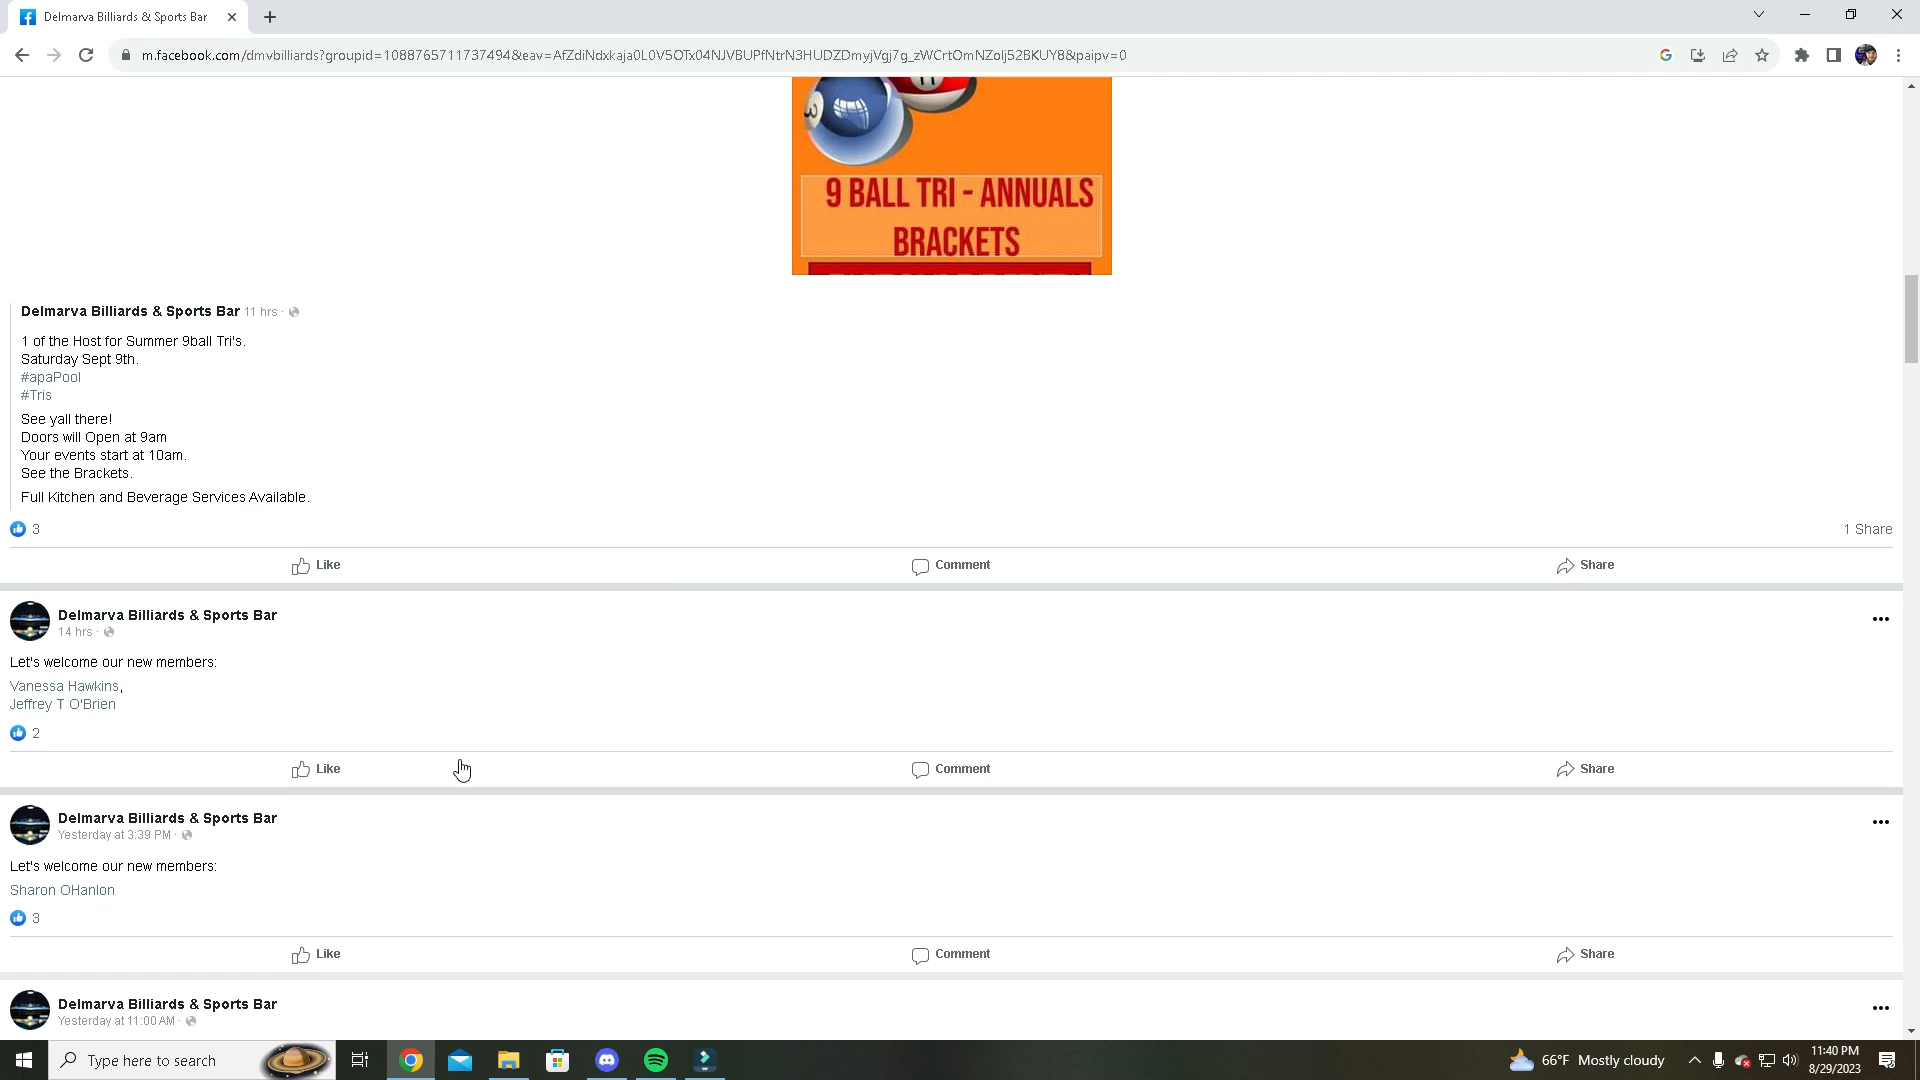 Delmarva Billiards & Sports Bar
m.facebook.com/dmvbilliards?groupid=1088765711737494&eav=AfZdiNdxkaja0L0V5OTx04NJVBUPfNtrN3HUDZDmyjVgj7g_zWCrtOmNZolj52BKUY8&paipv=0
9 BALL TRI - ANNUALS
BRACKETS
Delmarva Billiards & Sports Bar 11 hrs ·
1 of the Host for Summer 9ball Tri's.
Saturday Sept 9th.
#apaPool
#Tris
See yall there!
Doors will Open at 9am
Your events start at 10am.
See the Brackets.
Full Kitchen and Beverage Services Available.
3
1 Share
Like Comment Share
Delmarva Billiards & Sports Bar
14 hrs ·
Let's welcome our new members:
Vanessa Hawkins,
Jeffrey T O'Brien
2
Like Comment Share
Delmarva Billiards & Sports Bar
Yesterday at 3:39 PM ·
Let's welcome our new members:
Sharon OHanlon
3
Like Comment Share
Delmarva Billiards & Sports Bar
Yesterday at 11:00 AM ·
Type here to search
66°F Mostly cloudy
11:40 PM
8/29/2023